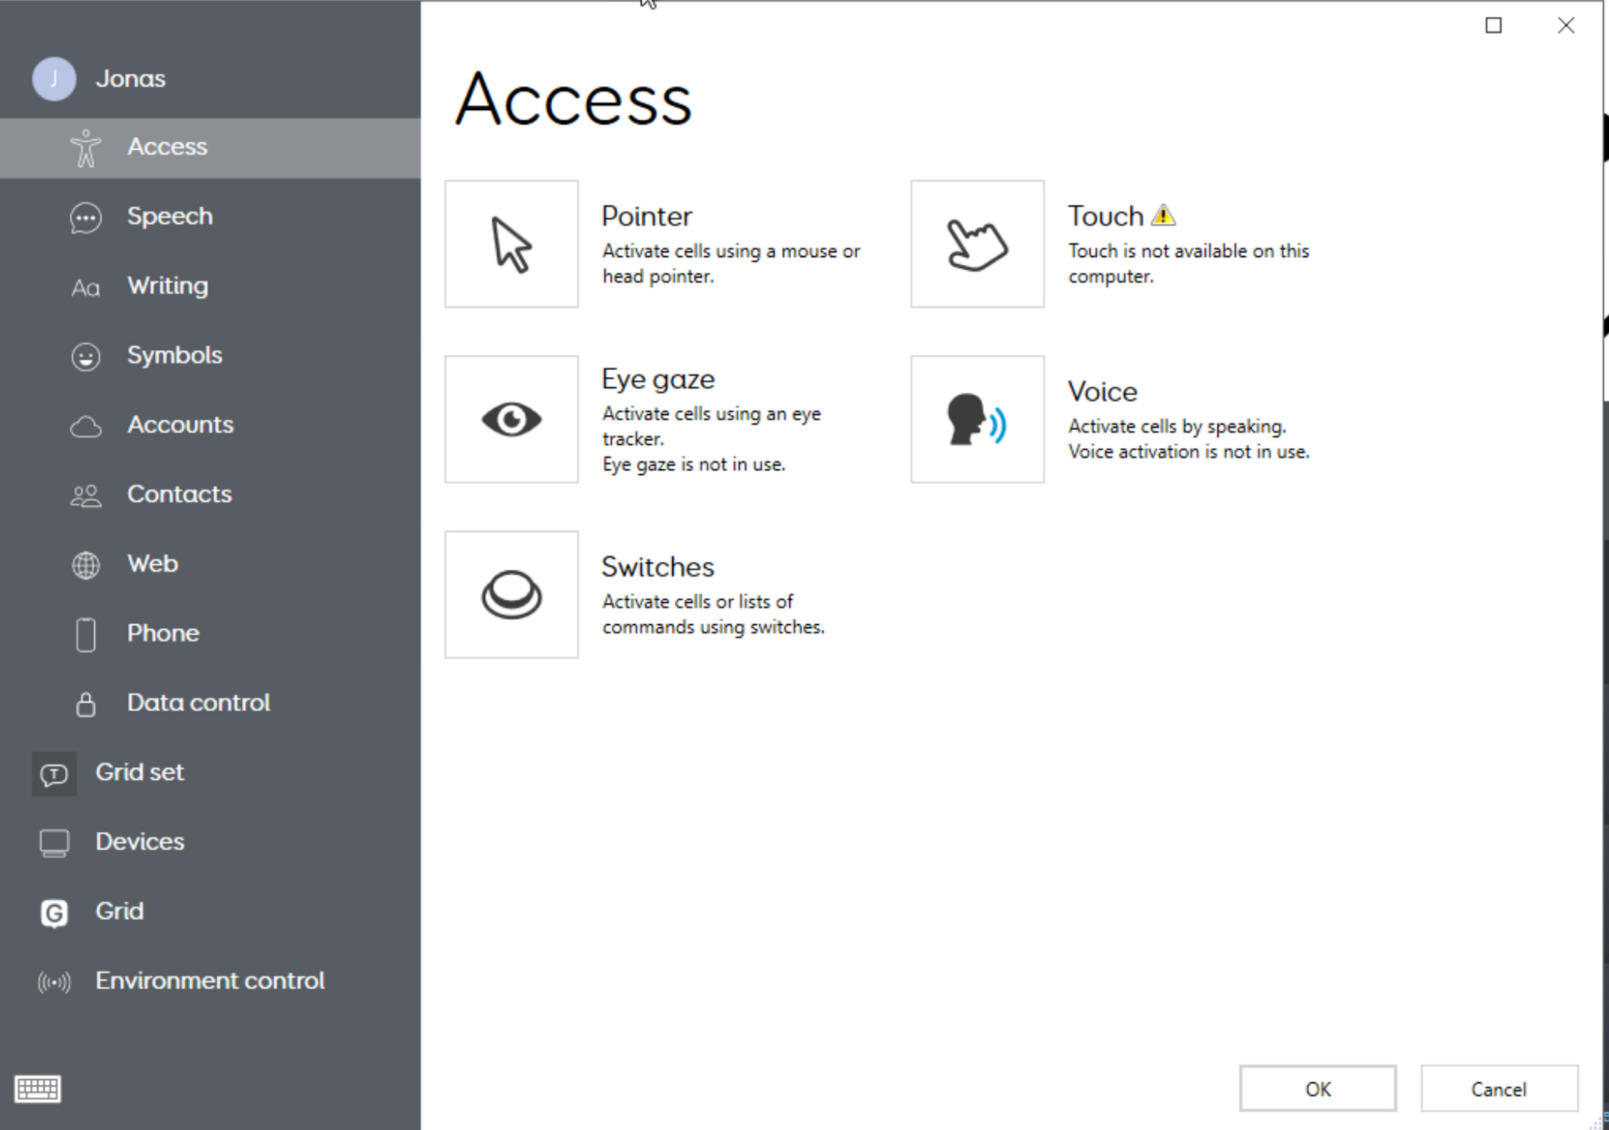 J Jonas
Access
Speech
Aa Writing
Symbols
Accounts
Contacts
Web
Phone
Data control
T Grid set
Devices
G Grid
Environment control
Access
Pointer
Activate cells using a mouse or
head pointer.
Touch
Touch is not available on this
computer.
Eye gaze
Activate cells using an eye
tracker.
Eye gaze is not in use.
Voice
Activate cells by speaking.
Voice activation is not in use.
Switches
Activate cells or lists of
commands using switches.
OK
Cancel